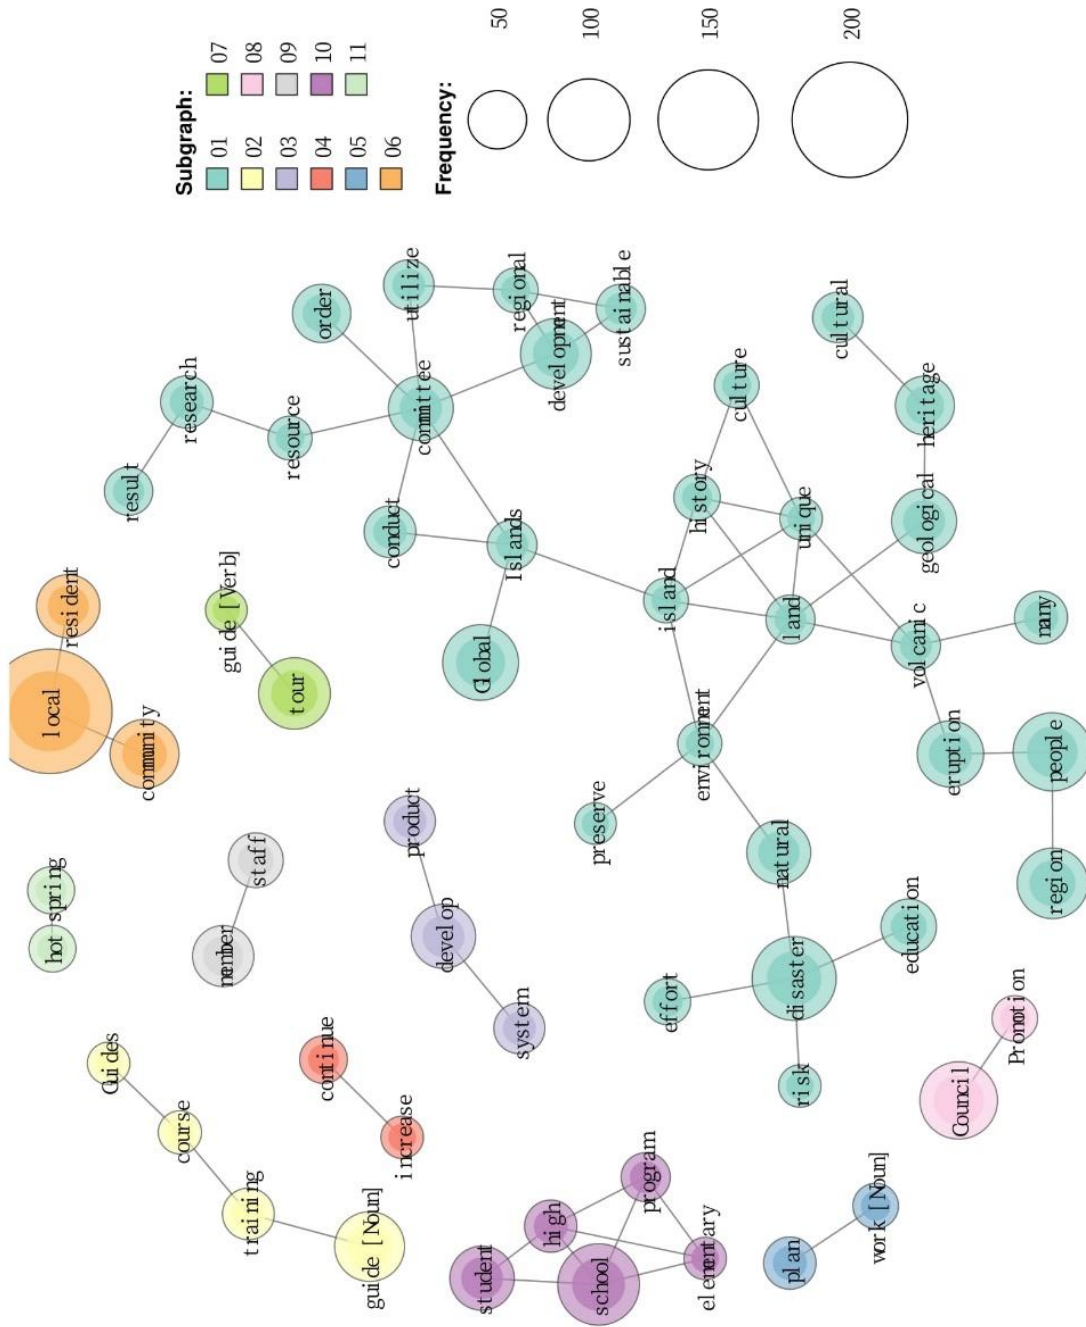 Subgraph:
01
02
03
04
05
06
07
08
09
10
11
Frequency:
50
100
150
200
local
resident
community
guide [Verb]
tour
hot
spring
member
staff
product
develop
system
Guides
course
training
guide [Noun]
continue
increase
student
high
school
program
elementary
plan
work [Noun]
Council
Promotion
result
research
resource
order
utilize
committee
regional
development
sustainable
conduct
Islands
Global
culture
history
unique
island
land
cultural
heritage
geological
volcanic
many
environment
preserve
eruption
people
region
natural
disaster
education
effort
risk